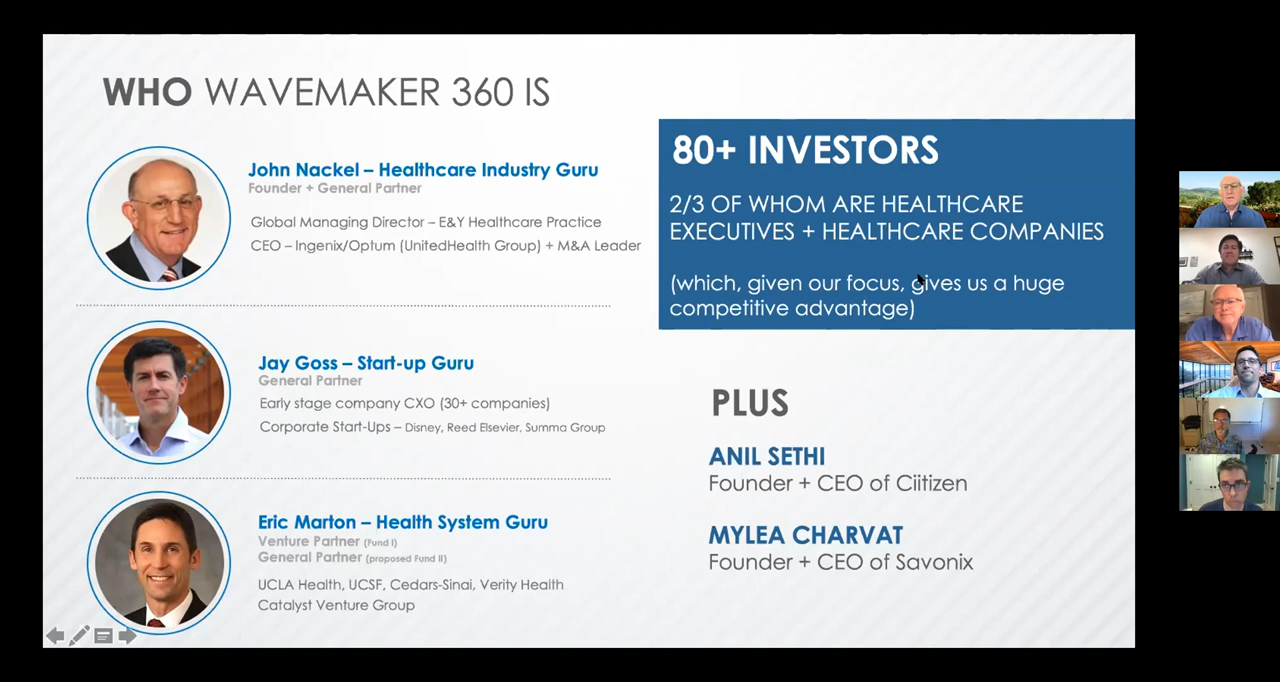 WHO WAVEMAKER 360 IS
John Nackel – Healthcare Industry Guru
Founder + General Partner
Global Managing Director – E&Y Healthcare Practice
CEO – Ingenix/Optum (UnitedHealth Group) + M&A Leader
Jay Goss – Start-up Guru
General Partner
Early stage company CXO (30+ companies)
Corporate Start-Ups – Disney, Reed Elsevier, Summa Group
Eric Marton – Health System Guru
Venture Partner (Fund I)
General Partner (proposed Fund II)
UCLA Health, UCSF, Cedars-Sinai, Verity Health
Catalyst Venture Group
80+ INVESTORS
2/3 OF WHOM ARE HEALTHCARE
EXECUTIVES + HEALTHCARE COMPANIES
(which, given our focus, gives us a huge
competitive advantage)
PLUS
ANIL SETHI
Founder + CEO of Ciitizen
MYLEA CHARVAT
Founder + CEO of Savonix